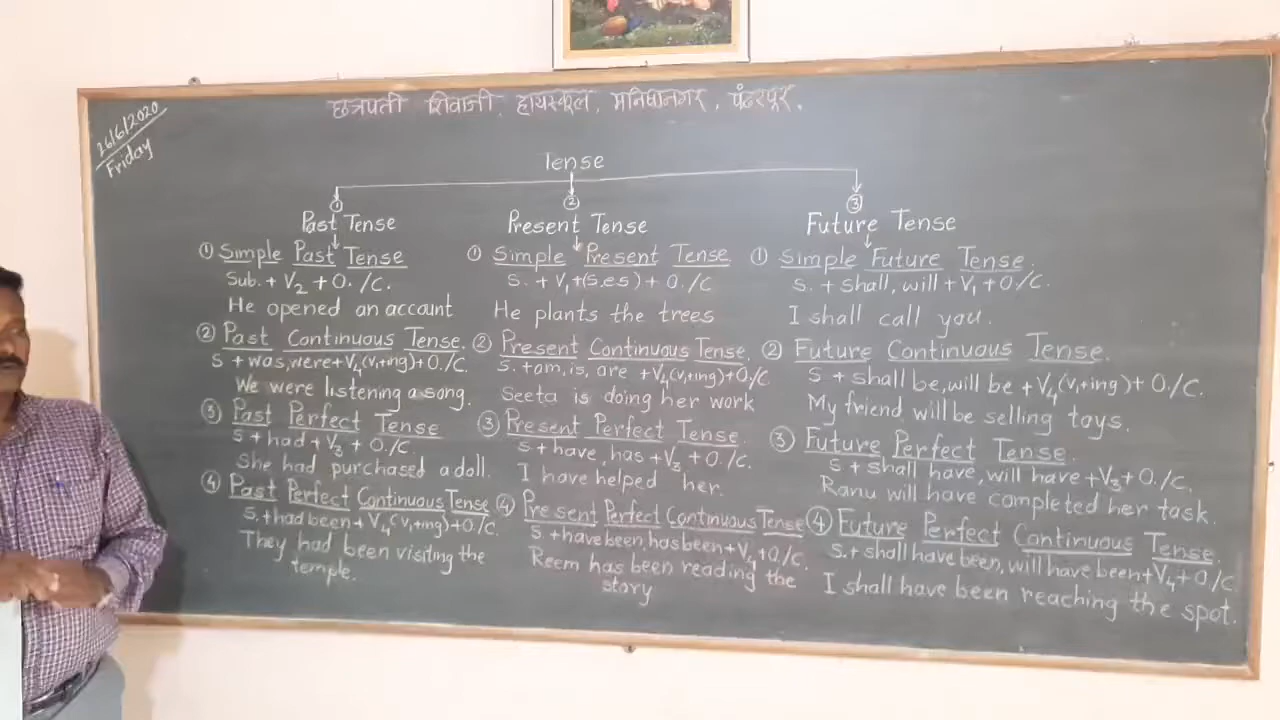 छत्रपती शिवाजी, हायस्कूल, मनिषानगर, पंढरपूर.
26/6/2020
Friday
Tense
① Past Tense
① Simple Past Tense
Sub. + V₂ + O./C.
He opened an account
② Past Continuous Tense.
S + was, were + V₄ (V₁+ing) + O./C.
We were listening a song.
③ Past Perfect Tense
S + had + V₃ + O./C.
She had purchased a doll.
④ Past Perfect Continuous Tense
S. + had been + V₄ (V₁+ing) + O./C.
They had been visiting the
temple.
② Present Tense
① Simple Present Tense
S. + V₁ + (s.es) + O./C
He plants the trees
② Present Continuous Tense.
S. + am, is, are + V₄ (V₁+ing) + O./C.
Seeta is doing her work
③ Present Perfect Tense.
S + have, has + V₃ + O./C.
I have helped her.
④ Present Perfect Continuous Tense
S. + have been, has been + V₄ + O./C.
Reem has been reading the
story
③ Future Tense
① Simple Future Tense.
S. + shall, will + V₁ + O/C.
I shall call you.
② Future Continuous Tense.
S + shall be, will be + V₄ (V₁+ing) + O./C.
My friend will be selling toys.
③ Future Perfect Tense.
S + shall have, will have + V₃ + O./C.
Ranu will have completed her task.
④ Future Perfect Continuous Tense.
S. + shall have been, will have been + V₄ + O./C
I shall have been reaching the spot.